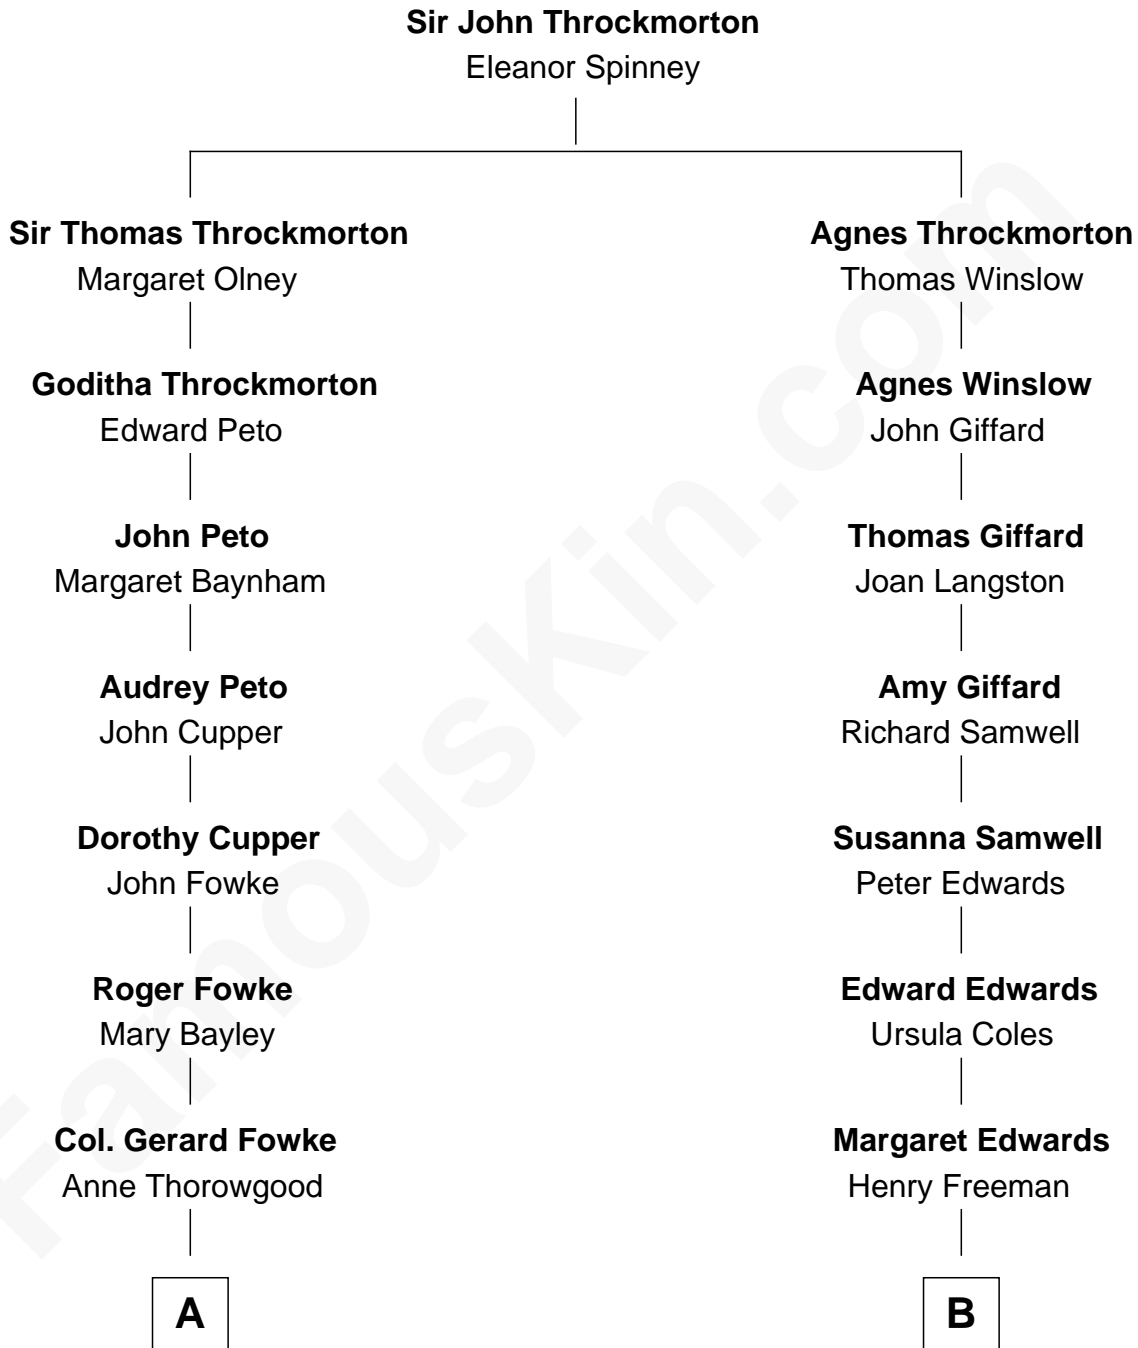 Sir John Throckmorton
Eleanor Spinney
Sir Thomas Throckmorton
Margaret Olney
Agnes Throckmorton
Thomas Winslow
Goditha Throckmorton
Edward Peto
Agnes Winslow
John Giffard
John Peto
Margaret Baynham
Thomas Giffard
Joan Langston
Audrey Peto
John Cupper
Amy Giffard
Richard Samwell
Dorothy Cupper
John Fowke
Susanna Samwell
Peter Edwards
Roger Fowke
Mary Bayley
Edward Edwards
Ursula Coles
Col. Gerard Fowke
Anne Thorowgood
Margaret Edwards
Henry Freeman
A
B
FamousKin.com